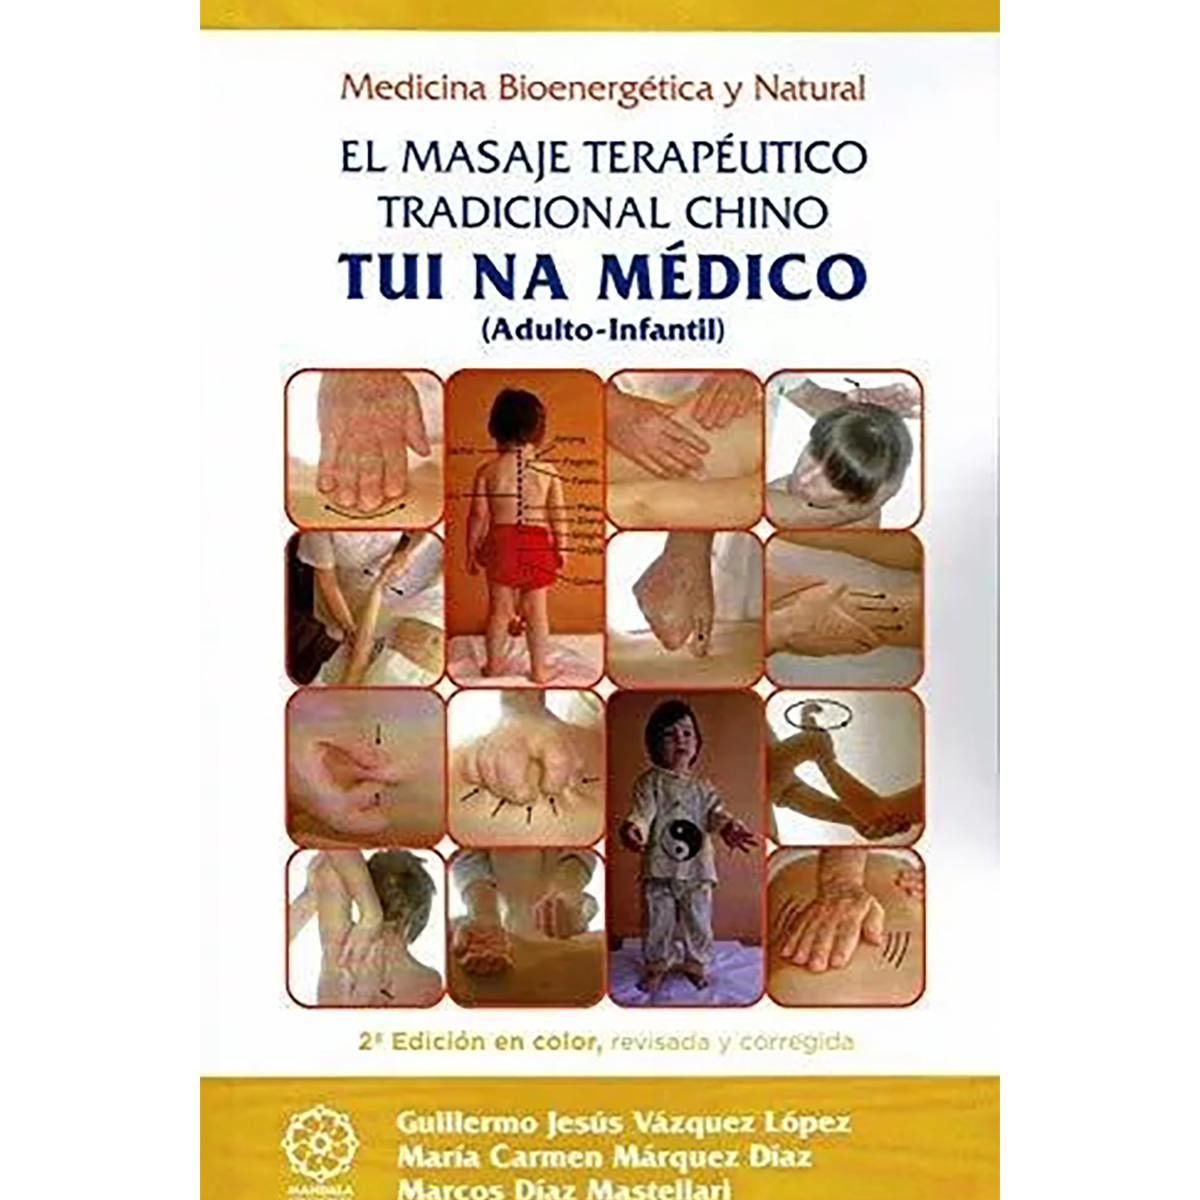 Medicina Bioenergética y Natural
EL MASAJE TERAPÉUTICO
TRADICIONAL CHINO
TUI NA MÉDICO
(Adulto-Infantil)
2ª Edición en color, revisada y corregida
Guillermo Jesús Vázquez López
María Carmen Márquez Díaz
Marcos Díaz Mastellari
MANDALA